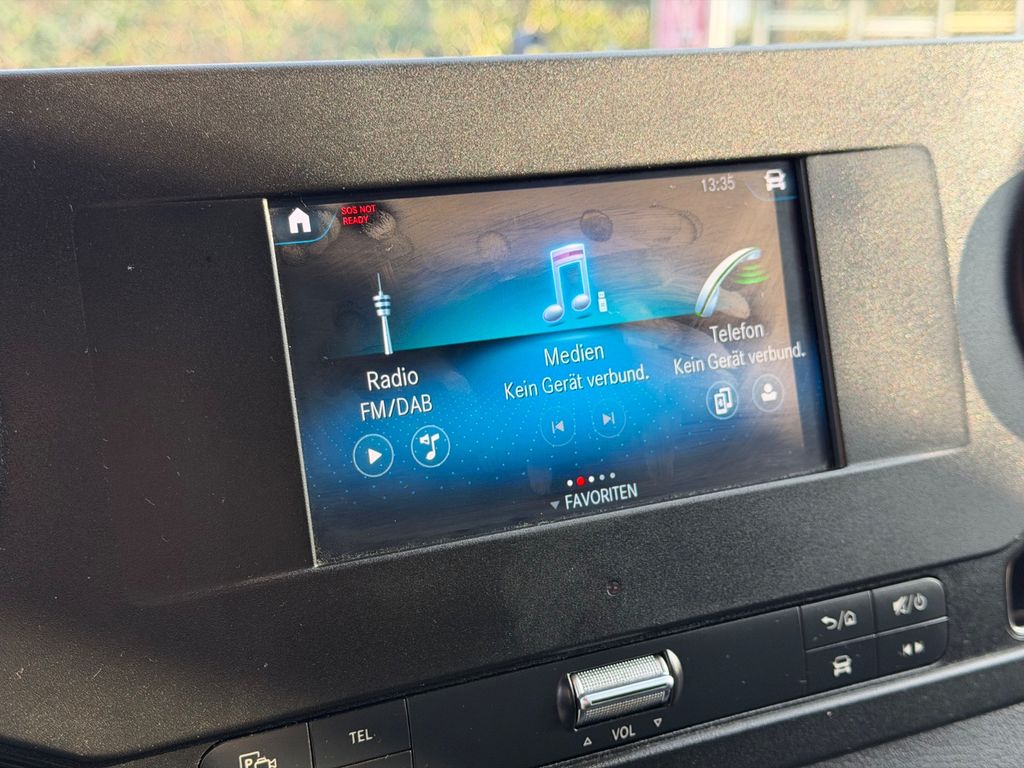 SOS NOT
READY
13:35
Radio
FM/DAB
Medien
Kein Gerät verbund.
Telefon
Kein Gerät verbund.
FAVORITEN
P
TEL
VOL